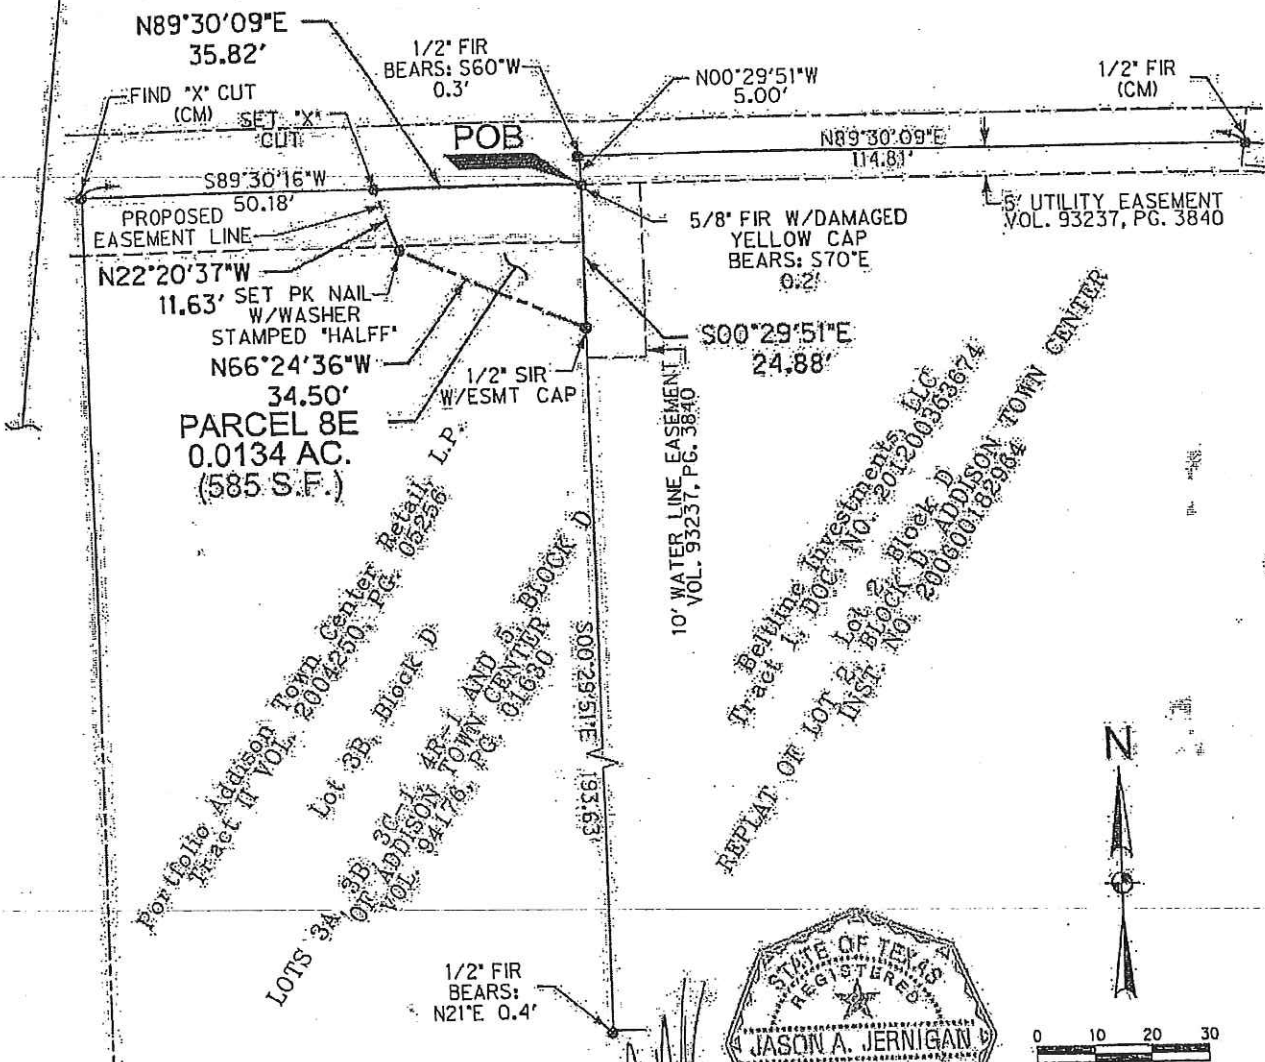 N89°30'09"E
35.82'
1/2" FIR
BEARS: S60°W
0.3'
N00°29'51"W
5.00'
1/2" FIR
(CM)
FIND "X" CUT
(CM)
SET "X"
CUT
POB
N89°30'09"E
114.81'
S89°30'16"W
50.18'
PROPOSED
EASEMENT LINE
5/8" FIR W/DAMAGED
YELLOW CAP
BEARS: S70°E
0.2'
5' UTILITY EASEMENT
VOL. 93237, PG. 3840
N22°20'37"W
11.63'
SET PK NAIL
W/WASHER
STAMPED "HALFF"
S00°29'51"E
24.88'
N66°24'36"W
34.50'
1/2" SIR
W/ESMT CAP
PARCEL 8E
0.0134 AC.
(585 S.F.)
10' WATER LINE EASEMENT
VOL. 93237, PG. 3840
Portfolio Addison Town Center Retail, L.P.
Tract II VOL. 2004250, PG. 05256
Lot 3B, Block D
LOTS 3A, 3B, 3C-1, 4R-1 AND 5, BLOCK D
OF ADDISON TOWN CENTER
VOL. 94176, PG. 01630
S00°29'51"E 193.63'
Beltline Investments, LLC
Tract 1, DOC. NO. 201200363674
Lot 2, Block D
REPLAT OF LOT 2, BLOCK D, ADDISON TOWN CENTER
INST. NO. 200600182964
N
1/2" FIR
BEARS:
N21°E 0.4'
STATE OF TEXAS
REGISTERED
JASON A. JERNIGAN
0 10 20 30